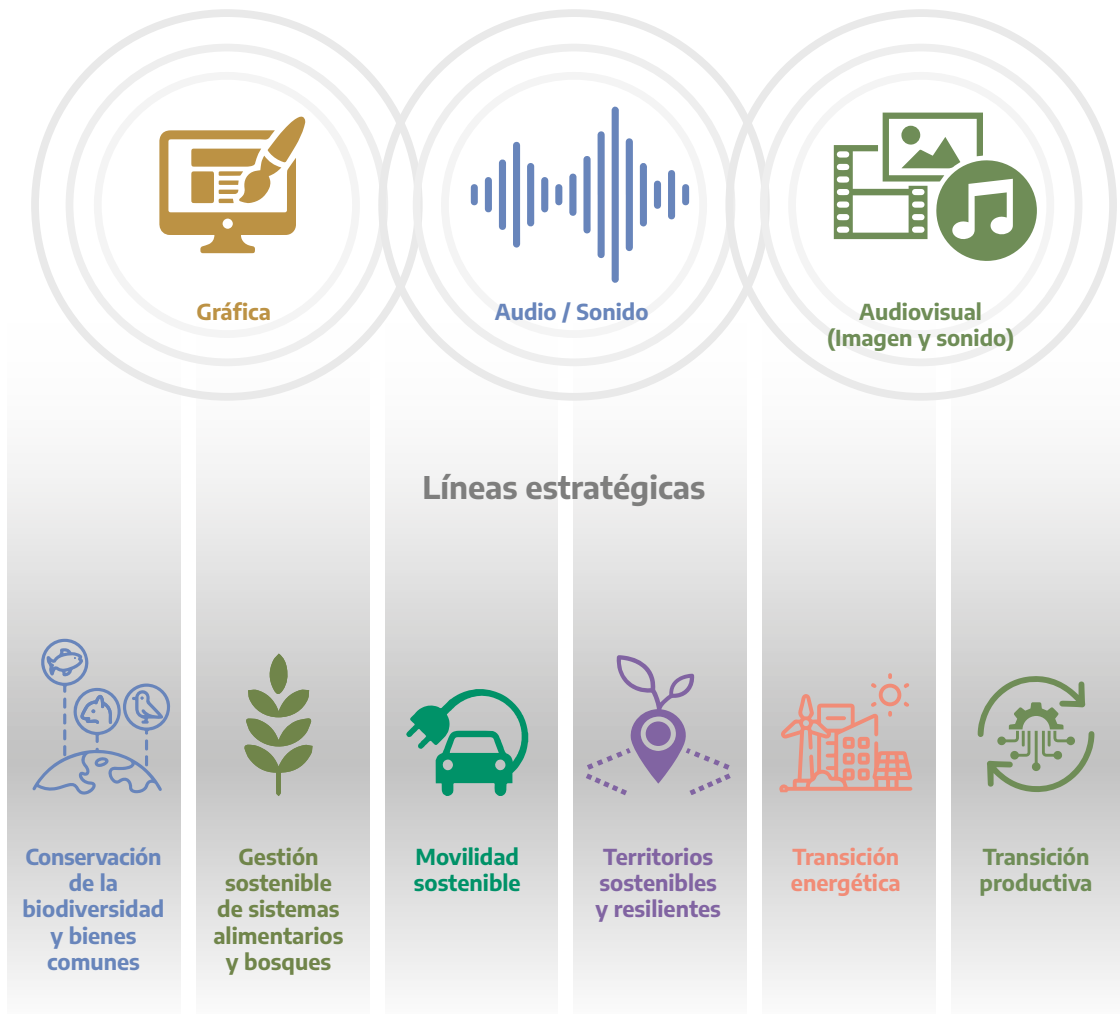 Gráfica
Audio / Sonido
Audiovisual
(Imagen y sonido)
Líneas estratégicas
Conservación
de la
biodiversidad
y bienes
comunes
Gestión
sostenible
de sistemas
alimentarios
y bosques
Movilidad
sostenible
Territorios
sostenibles
y resilientes
Transición
energética
Transición
productiva